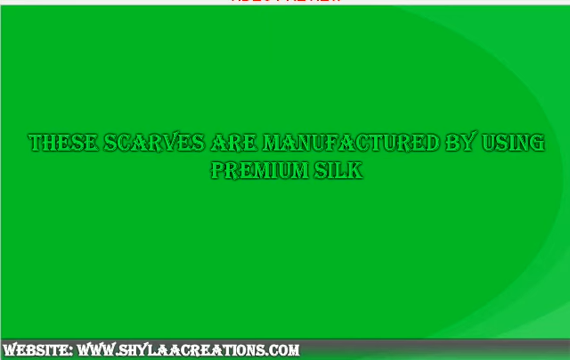 THESE SCARVES ARE MANUFACTURED BY USING
PREMIUM SILK
WEBSITE: WWW.SHYLAACREATIONS.COM